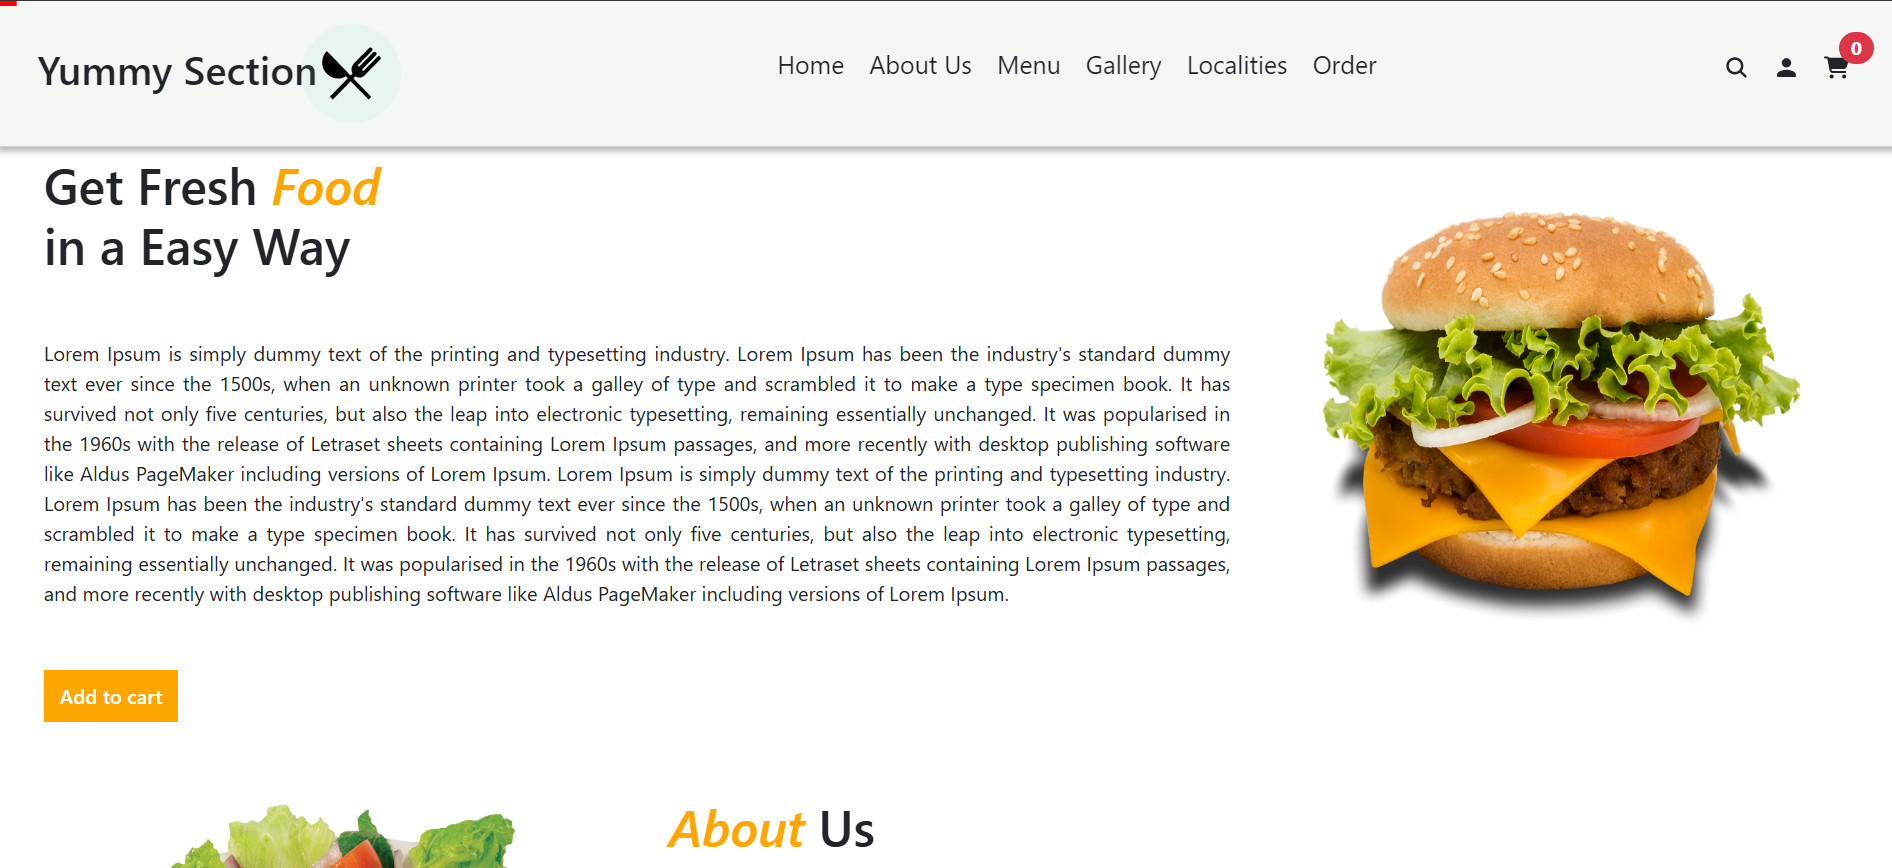 Yummy Section
Home About Us Menu Gallery Localities Order
0
Get Fresh Food
in a Easy Way
Lorem Ipsum is simply dummy text of the printing and typesetting industry. Lorem Ipsum has been the industry's standard dummy
text ever since the 1500s, when an unknown printer took a galley of type and scrambled it to make a type specimen book. It has
survived not only five centuries, but also the leap into electronic typesetting, remaining essentially unchanged. It was popularised in
the 1960s with the release of Letraset sheets containing Lorem Ipsum passages, and more recently with desktop publishing software
like Aldus PageMaker including versions of Lorem Ipsum. Lorem Ipsum is simply dummy text of the printing and typesetting industry.
Lorem Ipsum has been the industry's standard dummy text ever since the 1500s, when an unknown printer took a galley of type and
scrambled it to make a type specimen book. It has survived not only five centuries, but also the leap into electronic typesetting,
remaining essentially unchanged. It was popularised in the 1960s with the release of Letraset sheets containing Lorem Ipsum passages,
and more recently with desktop publishing software like Aldus PageMaker including versions of Lorem Ipsum.
Add to cart
About Us